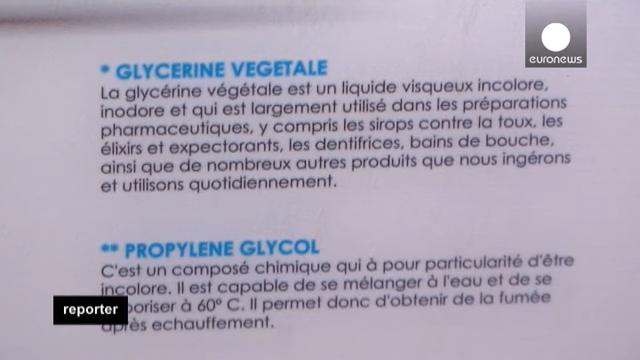 euronews
* GLYCERINE VEGETALE
La glycérine végétale est un liquide visqueux incolore,
inodore et qui est largement utilisé dans les préparations
pharmaceutiques, y compris les sirops contre la toux, les
élixirs et expectorants, les dentifrices, bains de bouche,
ainsi que de nombreux autres produits que nous ingérons
et utilisons quotidiennement.
** PROPYLENE GLYCOL
C'est un composé chimique qui à pour particularité d'être
incolore. Il est capable de se mélanger à l'eau et de se
à 60° C. Il permet donc d'obtenir de la fumée
reporter
après echauffement.